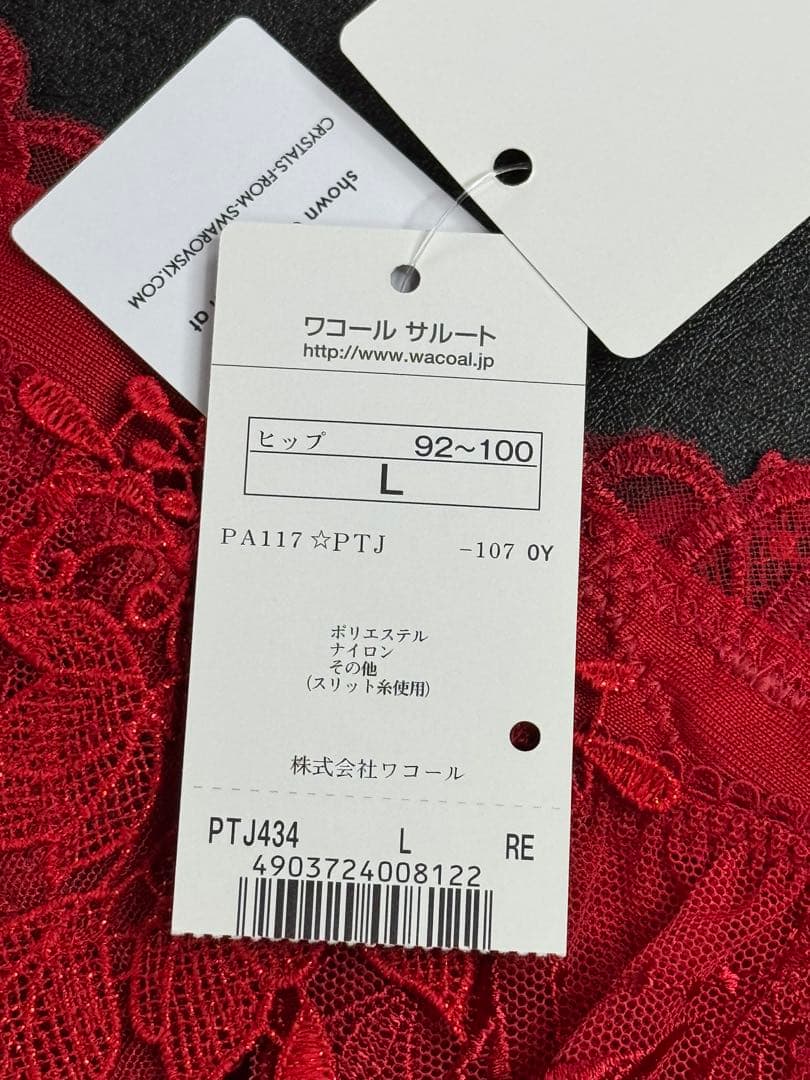 CRYSTALS-FROM-SWAROVSKI.COM
shown
at
ワコール サルート
http://www.wacoal.jp
ヒップ 92~100
L
PA117☆PTJ -107 0Y
ポリエステル
ナイロン
その他
(スリット糸使用)
株式会社ワコール
PTJ434 L RE
4903724008122